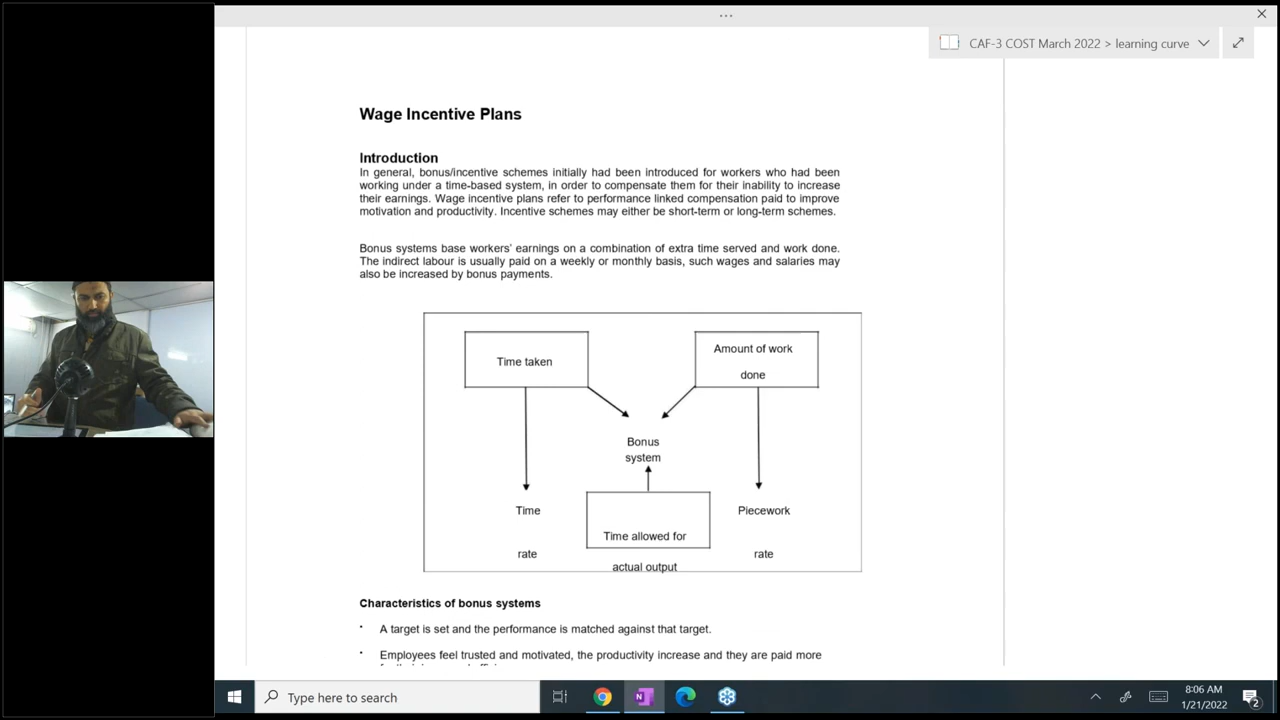 ...
CAF-3 COST March 2022 > learning curve
Wage Incentive Plans
Introduction
In general, bonus/incentive schemes initially had been introduced for workers who had been
working under a time-based system, in order to compensate them for their inability to increase
their earnings. Wage incentive plans refer to performance linked compensation paid to improve
motivation and productivity. Incentive schemes may either be short-term or long-term schemes.
Bonus systems base workers' earnings on a combination of extra time served and work done.
The indirect labour is usually paid on a weekly or monthly basis, such wages and salaries may
also be increased by bonus payments.
Time taken
Amount of work
done
Bonus
system
Time
rate
Time allowed for
actual output
Piecework
rate
Characteristics of bonus systems
• A target is set and the performance is matched against that target.
• Employees feel trusted and motivated, the productivity increase and they are paid more
Type here to search
8:06 AM
1/21/2022
2